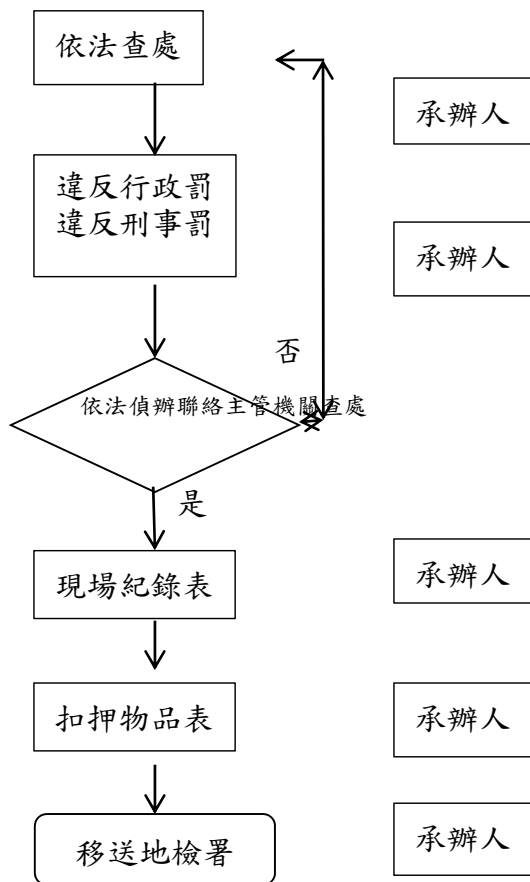 依法查處
承辦人
違反行政罰
違反刑事罰
承辦人
否
依法偵辦聯絡主管機關查處
是
現場紀錄表
承辦人
扣押物品表
承辦人
移送地檢署
承辦人